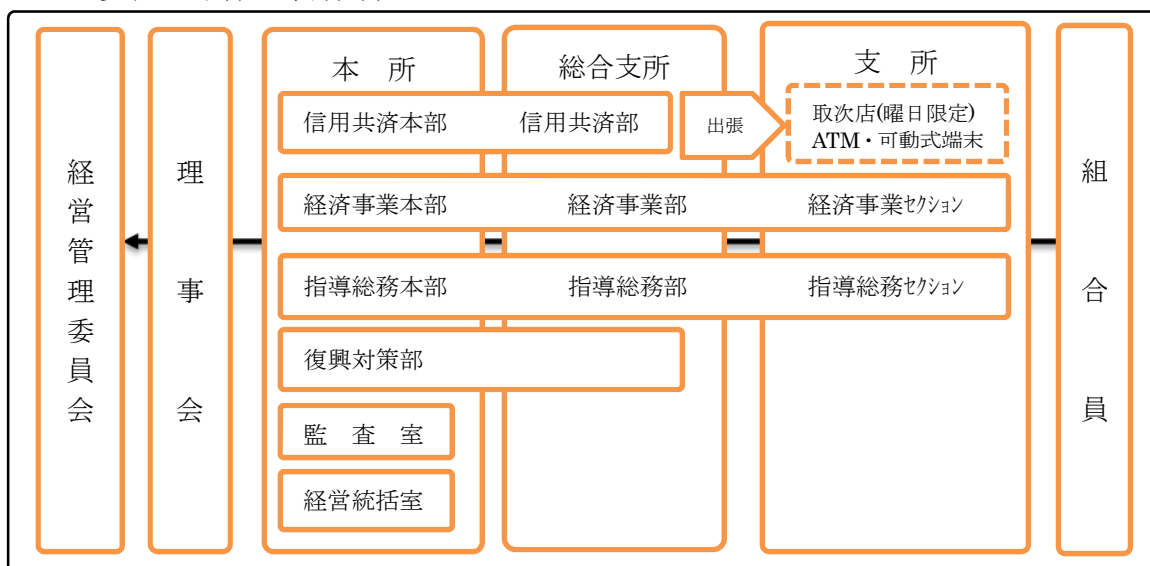 経営管理委員会
理事会
本 所
総合支所
支 所
信用共済本部
信用共済部
出張
取次店(曜日限定)
ATM・可動式端末
経済事業本部
経済事業部
経済事業ｾｸｼｮﾝ
指導総務本部
指導総務部
指導総務ｾｸｼｮﾝ
復興対策部
監 査 室
経営統括室
組合員